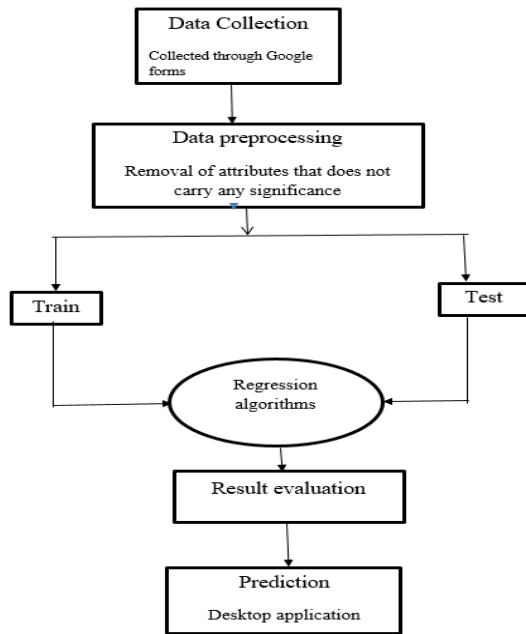 Data Collection
Collected through Google
forms
Data preprocessing
Removal of attributes that does not
carry any significance
Train
Test
Regression
algorithms
Result evaluation
Prediction
Desktop application